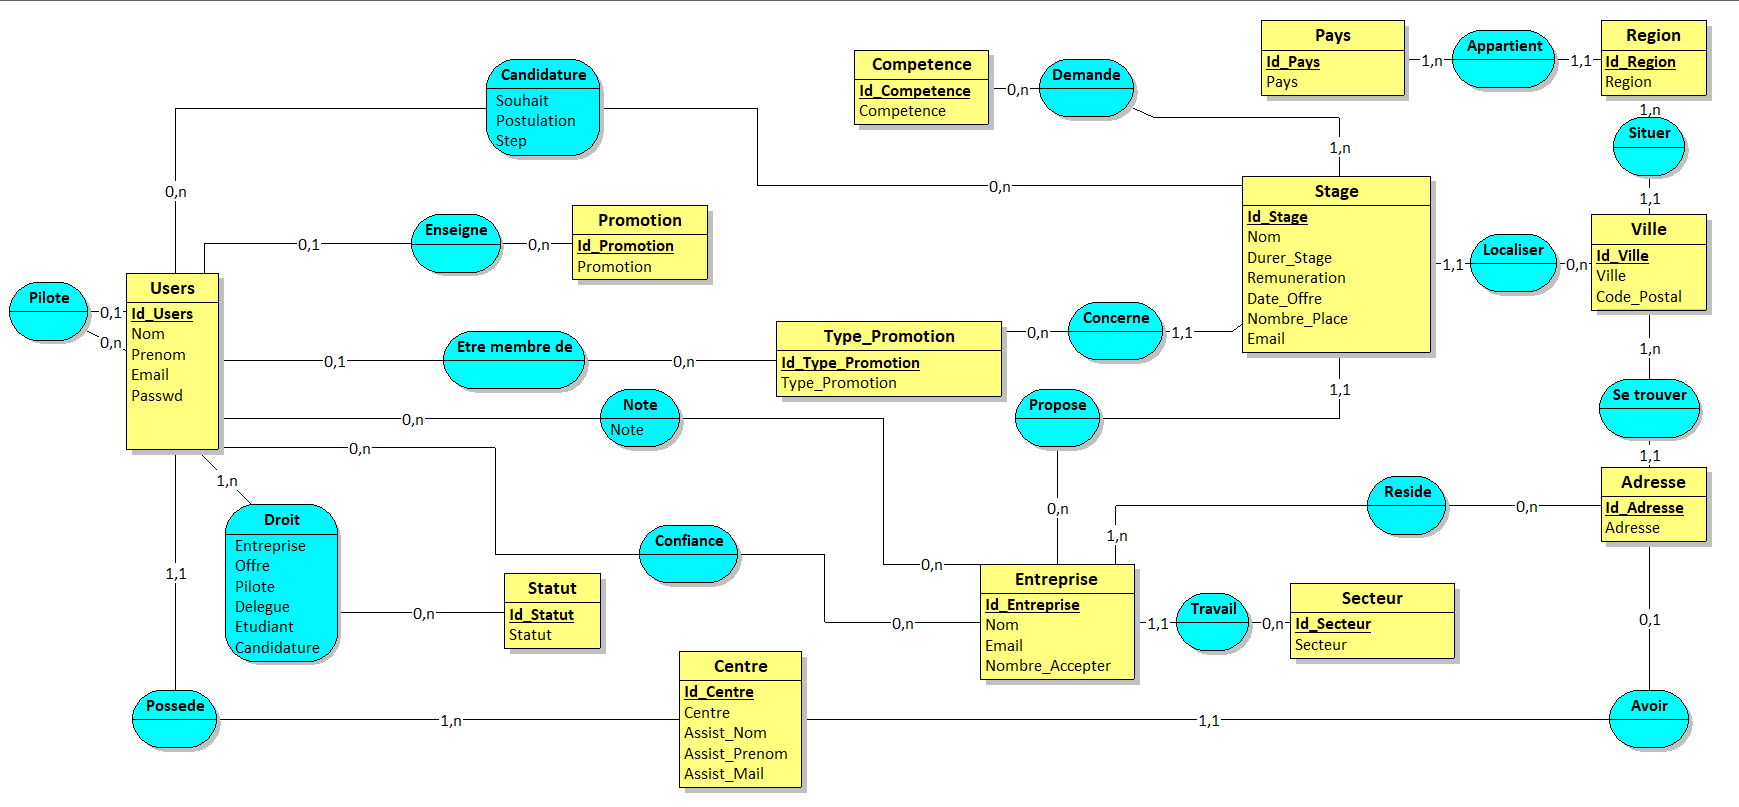 Candidature
Souhait
Postulation
Step
Competence
Id_Competence
Competence
0,n
Demande
1,n
Pays
Id_Pays
Pays
1,n
Appartient
1,1
Region
Id_Region
Region
1,n
Situer
1,1
0,n
0,n
Stage
Id_Stage
Nom
Durer_Stage
Remuneration
Date_Offre
Nombre_Place
Email
1,1
Localiser
0,n
Ville
Id_Ville
Ville
Code_Postal
0,1
Enseigne
0,n
Promotion
Id_Promotion
Promotion
Pilote
0,1
0,n
Users
Id_Users
Nom
Prenom
Email
Passwd
0,1
Etre membre de
0,n
Type_Promotion
Id_Type_Promotion
Type_Promotion
0,n
Concerne
1,1
1,n
Se trouver
1,1
0,n
Note
Note
0,n
Propose
1,1
0,n
0,n
Confiance
0,n
1,n
Reside
0,n
Adresse
Id_Adresse
Adresse
1,n
Droit
Entreprise
Offre
Pilote
Delegue
Etudiant
Candidature
0,n
Statut
Id_Statut
Statut
Entreprise
Id_Entreprise
Nom
Email
Nombre_Accepter
1,1
Travail
0,n
Secteur
Id_Secteur
Secteur
1,1
0,1
Possede
1,n
Centre
Id_Centre
Centre
Assist_Nom
Assist_Prenom
Assist_Mail
1,1
Avoir